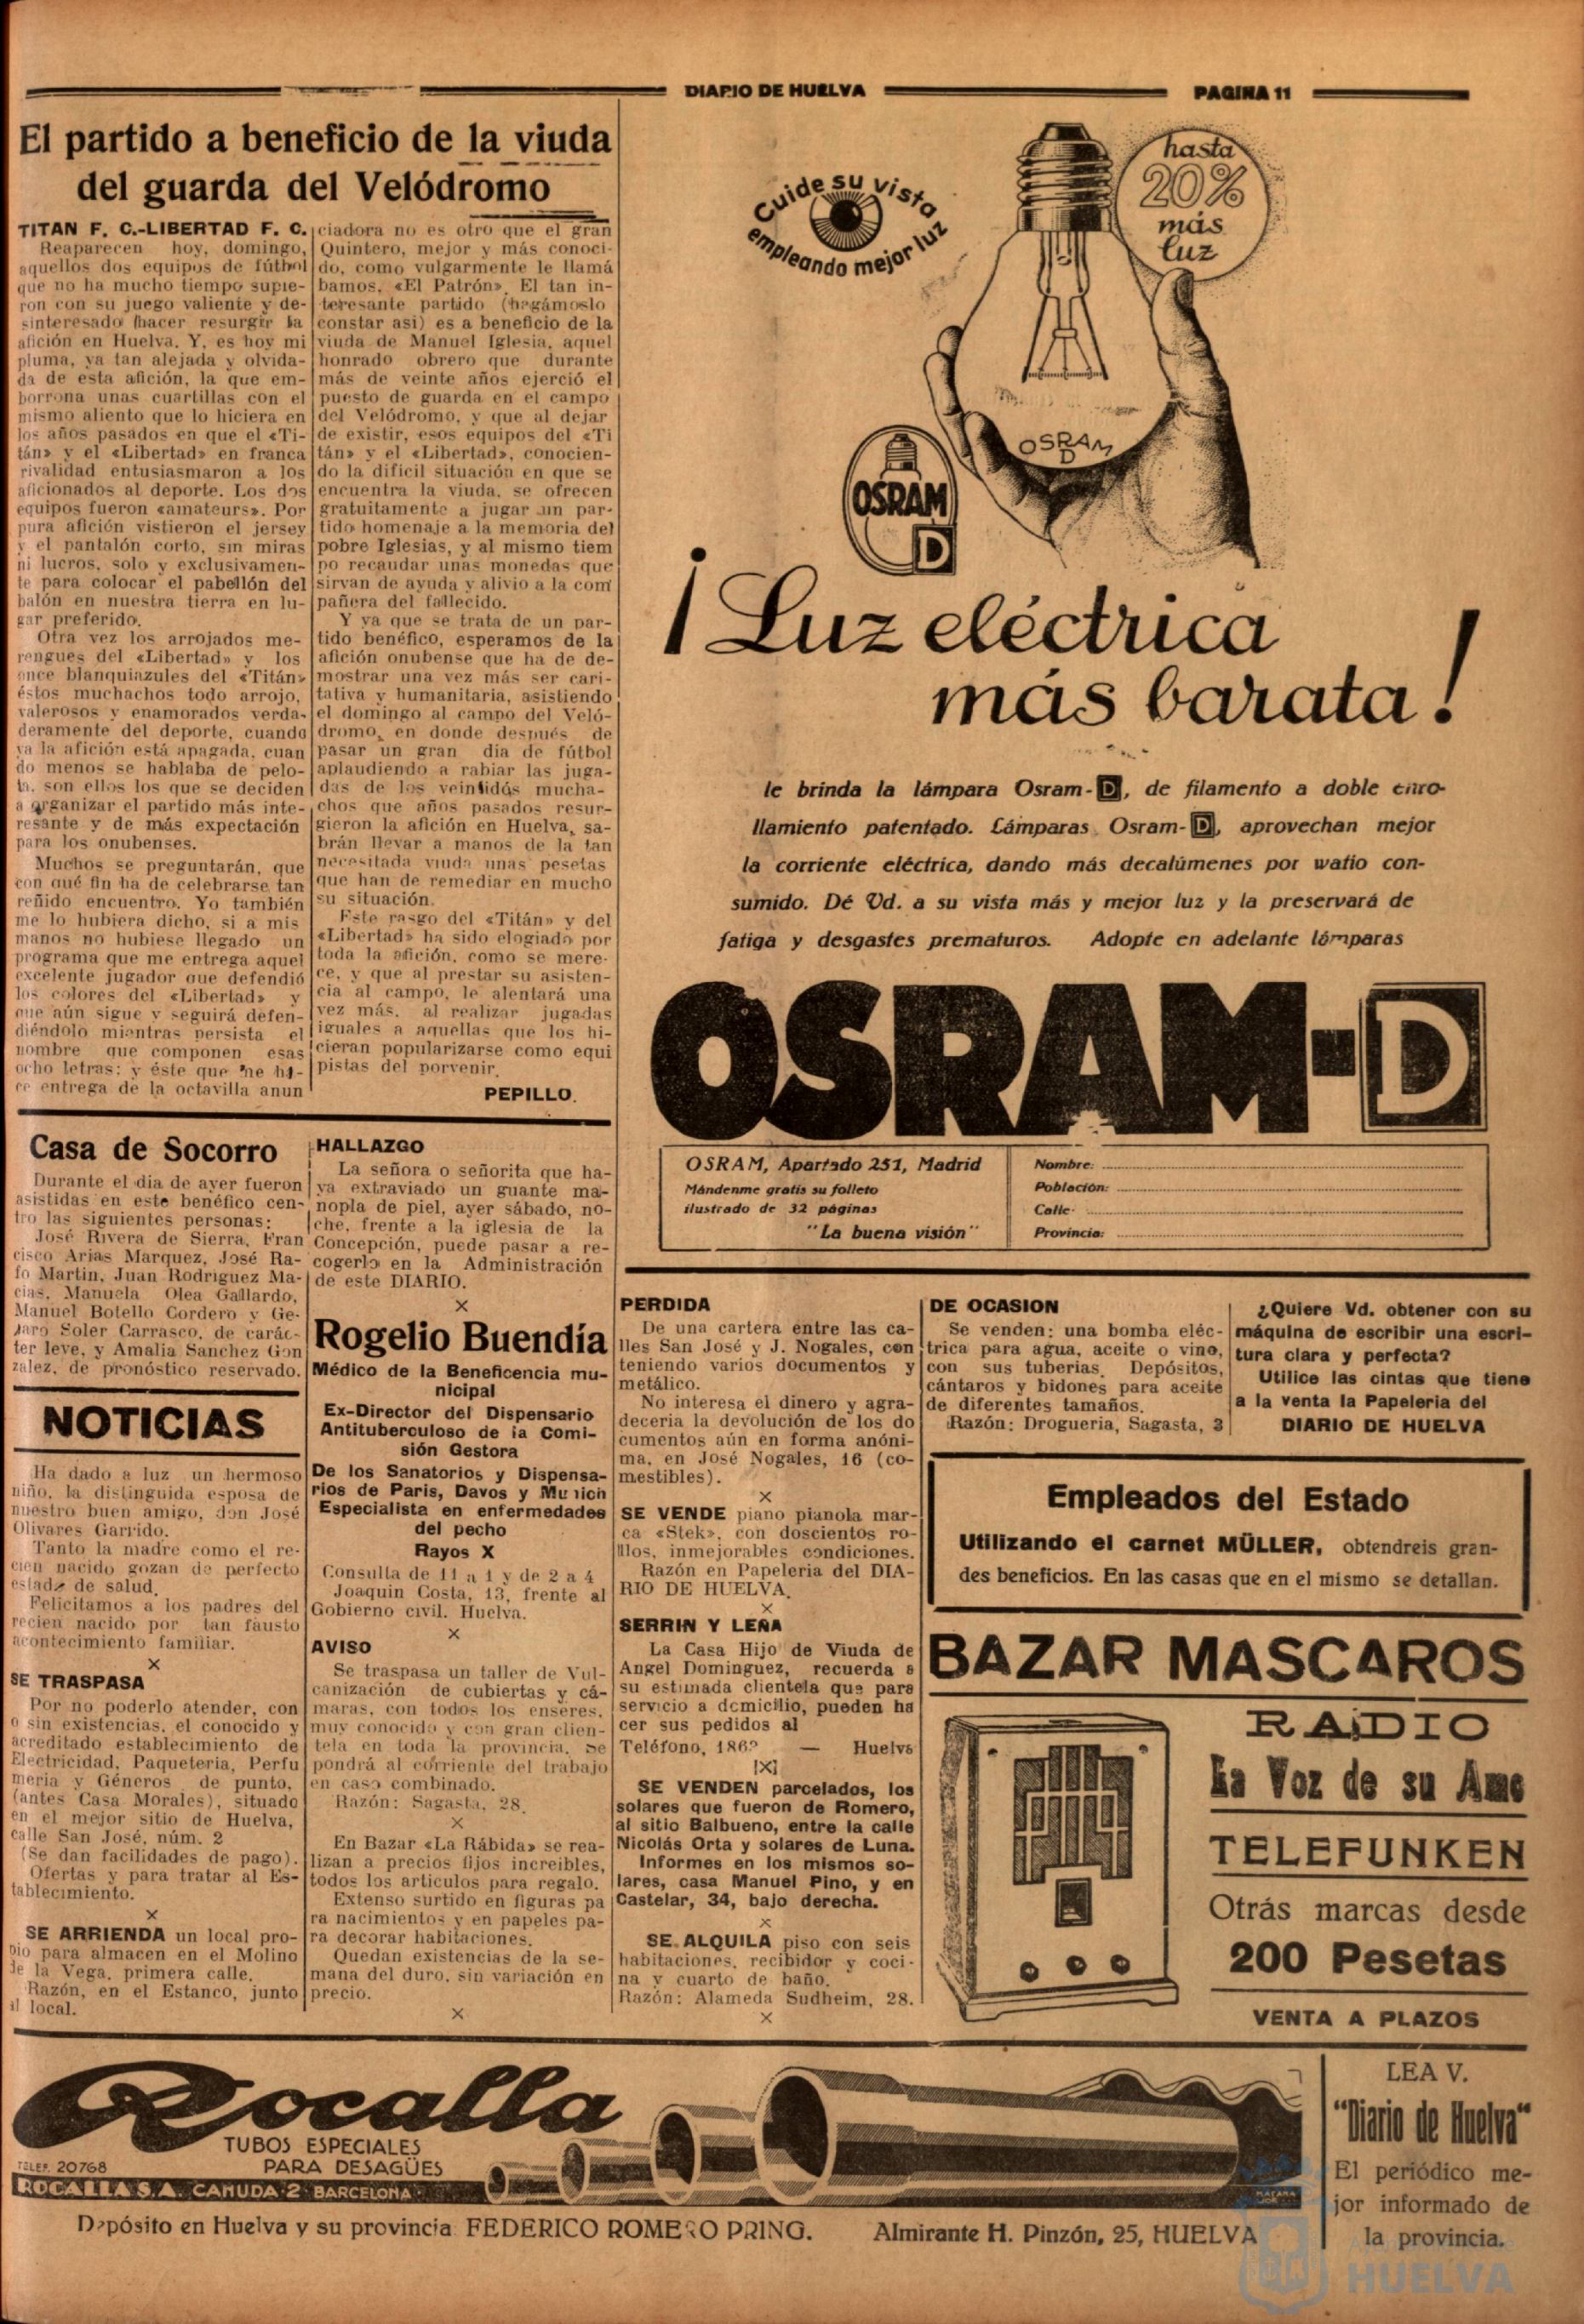 DIARIO DE HUELVA
PAGINA 11
El partido a beneficio de la viuda
del guarda del Velódromo
TITAN F. C.-LIBERTAD F. C.
Reaparecen hoy, domingo,
aquellos dos equipos de fútbol
que no ha mucho tiempo supie-
ron con su juego valiente y de-
sinteresado hacer resurgir la
afición en Huelva. Y, es hoy mi
pluma, ya tan alejada y olvida-
da de esta afición, la que em-
borrona unas cuartillas con el
mismo aliento que lo hiciera en
los años pasados en que el «Ti-
tán» y el «Libertad» en franca
rivalidad entusiasmaron a los
aficionados al deporte. Los dos
equipos fueron «amateurs». Por
pura afición vistieron el jersey
y el pantalón corto, sin miras
ni lucros, solo y exclusivamen-
te para colocar el pabellón del
balón en nuestra tierra en lu-
gar preferido.
Otra vez los arrojados me-
rengues del «Libertad» y los
once blanquiazules del «Titán»
éstos muchachos todo arrojo,
valerosos y enamorados verda-
deramente del deporte, cuando
ya la afición está apagada, cuan
do menos se hablaba de pelo-
ta, son ellos los que se deciden
a organizar el partido más inte-
resante y de más expectación
para los onubenses.
Muchos se preguntarán, que
con qué fin ha de celebrarse tan
reñido encuentro. Yo también
me lo hubiera dicho, si a mis
manos no hubiese llegado un
programa que me entrega aquel
excelente jugador que defendió
los colores del «Libertad» y
que aún sigue y seguirá defen-
diéndolo mientras persista el
nombre que componen esas
ocho letras; y éste que me ha-
ce entrega de la octavilla anun
ciadora no es otro que el gran
Quintero, mejor y más conoci-
do, como vulgarmente le llamá
bamos, «El Patrón». El tan in-
teresante partido (hagámoslo
constar asi) es a beneficio de la
viuda de Manuel Iglesia, aquel
honrado obrero que durante
más de veinte años ejerció el
puesto de guarda en el campo
del Velódromo, y que al dejar
de existir, esos equipos del «Ti
tán» y el «Libertad», conocien-
do la dificil situación en que se
encuentra la viuda, se ofrecen
gratuitamente a jugar un par-
tido homenaje a la memoria del
pobre Iglesias, y al mismo tiem
po recaudar unas monedas que
sirvan de ayuda y alivio a la com
pañera del fallecido.
Y ya que se trata de un par-
tido benéfico, esperamos de la
afición onubense que ha de de-
mostrar una vez más ser cari-
tativa y humanitaria, asistiendo
el domingo al campo del Veló-
dromo, en donde después de
pasar un gran dia de fútbol
aplaudiendo a rabiar las juga-
das de los veintidós mucha-
chos que años pasados resur-
gieron la afición en Huelva, sa-
brán llevar a manos de la tan
necesitada viuda unas pesetas
que han de remediar en mucho
su situación.
Este rasgo del «Titán» y del
«Libertad» ha sido elogiado por
toda la afición, como se mere-
ce, y que al prestar su asisten-
cia al campo, le alentará una
vez más, al realizar jugadas
iguales a aquellas que los hi-
cieran popularizarse como equi
pistas del porvenir.
PEPILLO.
Cuide su vista
empleando mejor luz
hasta
20%
más
luz
OSRAM
D
OSRAM
D
¡Luz eléctrica
más barata!
le brinda la lámpara Osram-D, de filamento a doble enro-
llamiento patentado. Lámparas Osram-D, aprovechan mejor
la corriente eléctrica, dando más decalúmenes por watio con-
sumido. Dé Vd. a su vista más y mejor luz y la preservará de
fatiga y desgastes prematuros. Adopte en adelante lámparas
OSRAM-D
OSRAM, Apartado 251, Madrid
Mándenme gratis su folleto
ilustrado de 32 páginas
"La buena visión"
Nombre:
Población:
Calle:
Provincia:
Casa de Socorro
Durante el dia de ayer fueron
asistidas en este benéfico cen-
tro las siguientes personas:
José Rivera de Sierra, Fran
cisco Arias Marquez, José Ra-
fo Martin, Juan Rodriguez Ma-
cias, Manuela Olea Gallardo,
Manuel Botello Cordero y Ge-
naro Soler Carrasco, de carác-
ter leve, y Amalia Sanchez Gon
zalez, de pronóstico reservado.
NOTICIAS
Ha dado a luz un hermoso
niño, la distinguida esposa de
nuestro buen amigo, don José
Olivares Garrido.
Tanto la madre como el re-
cien nacido gozan de perfecto
estado de salud.
Felicitamos a los padres del
recien nacido por tan fausto
acontecimiento familiar.
X
SE TRASPASA
Por no poderlo atender, con
o sin existencias, el conocido y
acreditado establecimiento de
Electricidad, Paqueteria, Perfu
meria y Géneros de punto,
(antes Casa Morales), situado
en el mejor sitio de Huelva,
calle San José, núm. 2
(Se dan facilidades de pago).
Ofertas y para tratar al Es-
tablecimiento.
X
SE ARRIENDA un local pro-
pio para almacen en el Molino
de la Vega, primera calle.
Razón, en el Estanco, junto
al local.
HALLAZGO
La señora o señorita que ha-
ya extraviado un guante ma-
nopla de piel, ayer sábado, no-
che, frente a la iglesia de la
Concepción, puede pasar a re-
cogerlo en la Administración
de este DIARIO.
X
Rogelio Buendía
Médico de la Beneficencia mu-
nicipal
Ex-Director del Dispensario
Antituberculoso de la Comi-
sión Gestora
De los Sanatorios y Dispensa-
rios de Paris, Davos y Munich
Especialista en enfermedades
del pecho
Rayos X
Consulta de 11 a 1 y de 2 a 4
Joaquin Costa, 13, frente al
Gobierno civil. Huelva.
X
AVISO
Se traspasa un taller de Vul-
canización de cubiertas y cá-
maras, con todos los enseres,
muy conocido y con gran clien-
tela en toda la provincia. Se
pondrá al corriente del trabajo
en caso combinado.
Razón: Sagasta, 28.
X
En Bazar «La Rábida» se rea-
lizan a precios fijos increibles,
todos los articulos para regalo.
Extenso surtido en figuras pa
ra nacimientos y en papeles pa-
ra decorar habitaciones.
Quedan existencias de la se-
mana del duro, sin variación en
precio.
X
PERDIDA
De una cartera entre las ca-
lles San José y J. Nogales, con
teniendo varios documentos y
metálico.
No interesa el dinero y agra-
deceria la devolución de los do
cumentos aún en forma anóni-
ma, en José Nogales, 16 (co-
mestibles).
X
SE VENDE piano pianola mar-
ca «Stek», con doscientos ro-
llos, inmejorables condiciones.
Razón en Papeleria del DIA-
RIO DE HUELVA.
X
SERRIN Y LEÑA
La Casa Hijo de Viuda de
Angel Dominguez, recuerda a
su estimada clientela que para
servicio a domicilio, pueden ha
cer sus pedidos al
Teléfono, 1862 — Huelva
[X]
SE VENDEN parcelados, los
solares que fueron de Romero,
al sitio Balbueno, entre la calle
Nicolás Orta y solares de Luna.
Informes en los mismos so-
lares, casa Manuel Pino, y en
Castelar, 34, bajo derecha.
X
SE ALQUILA piso con seis
habitaciones, recibidor y coci-
na y cuarto de baño.
Razón: Alameda Sudheim, 28.
X
DE OCASION
Se venden: una bomba eléc-
trica para agua, aceite o vino,
con sus tuberias. Depósitos,
cántaros y bidones para aceite
de diferentes tamaños.
Razón: Drogueria, Sagasta, 3
¿Quiere Vd. obtener con su
máquina de escribir una escri-
tura clara y perfecta?
Utilice las cintas que tiene
a la venta la Papeleria del
DIARIO DE HUELVA
Empleados del Estado
Utilizando el carnet MÜLLER, obtendreis gran-
des beneficios. En las casas que en el mismo se detallan.
BAZAR MASCAROS
RADIO
La Voz de su Amo
TELEFUNKEN
Otrás marcas desde
200 Pesetas
VENTA A PLAZOS
Rocalla
TUBOS ESPECIALES
PARA DESAGÜES
TELEF. 20768
ROCALLA S.A. CANUDA·2 BARCELONA
Depósito en Huelva y su provincia FEDERICO ROMERO PRING.
Almirante H. Pinzón, 25, HUELVA
LEA V.
"Diario de Huelva"
El periódico me-
jor informado de
la provincia.
HUELVA